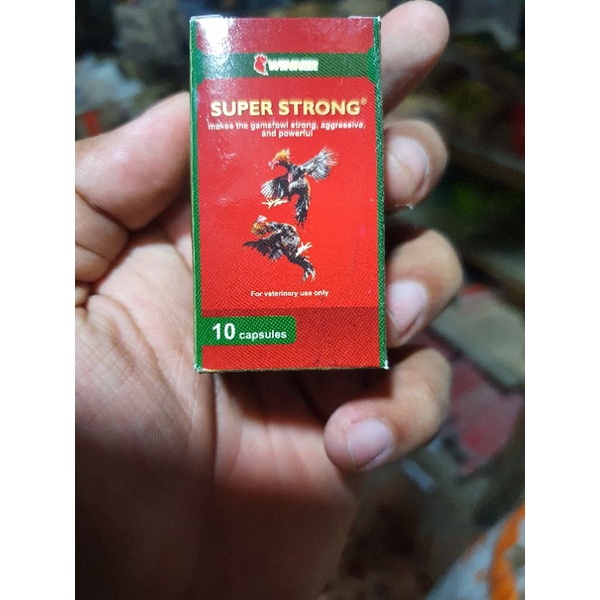 WINNER
SUPER STRONG®
makes the gamefowl strong, aggressive,
and powerful
For veterinary use only
10 capsules